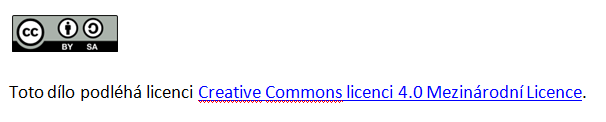 cc
BY SA
Toto dílo podléhá licenci Creative Commons licenci 4.0 Mezinárodní Licence.